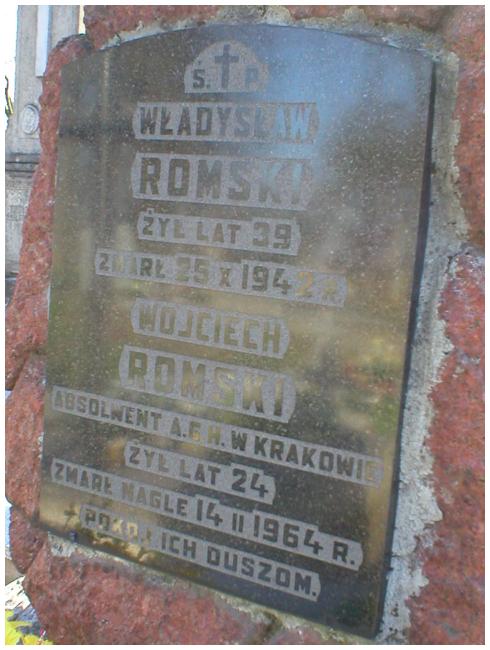 Ś. P.
WŁADYSŁAW
ROMSKI
ŻYŁ LAT 39
ZMARŁ 25 X 1942 R.
WOJCIECH
ROMSKI
ABSOLWENT A.G.H. W KRAKOWIE
ŻYŁ LAT 24
ZMARŁ NAGLE 14 II 1964 R.
POKÓJ ICH DUSZOM.